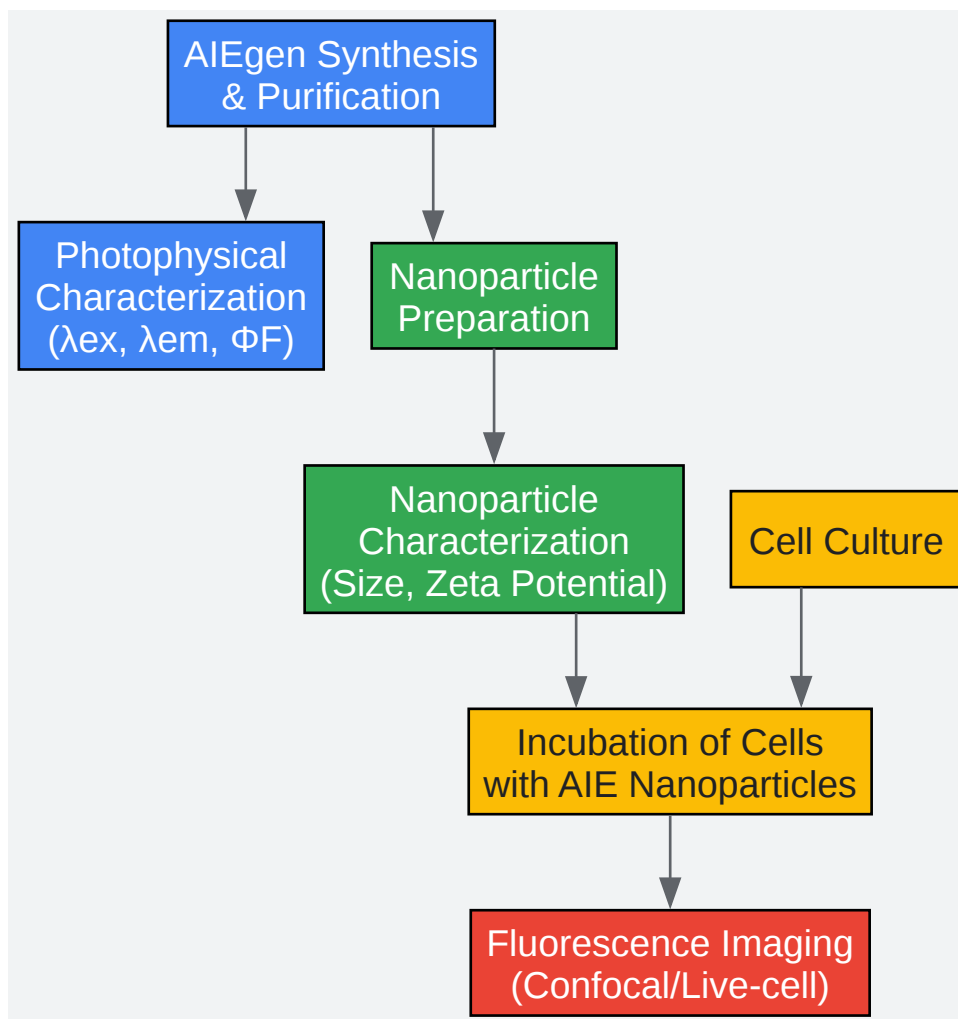 AIEgen Synthesis
& Purification
Photophysical
Characterization
(λex, λem, ΦF)
Nanoparticle
Preparation
Nanoparticle
Characterization
(Size, Zeta Potential)
Cell Culture
Incubation of Cells
with AIE Nanoparticles
Fluorescence Imaging
(Confocal/Live-cell)